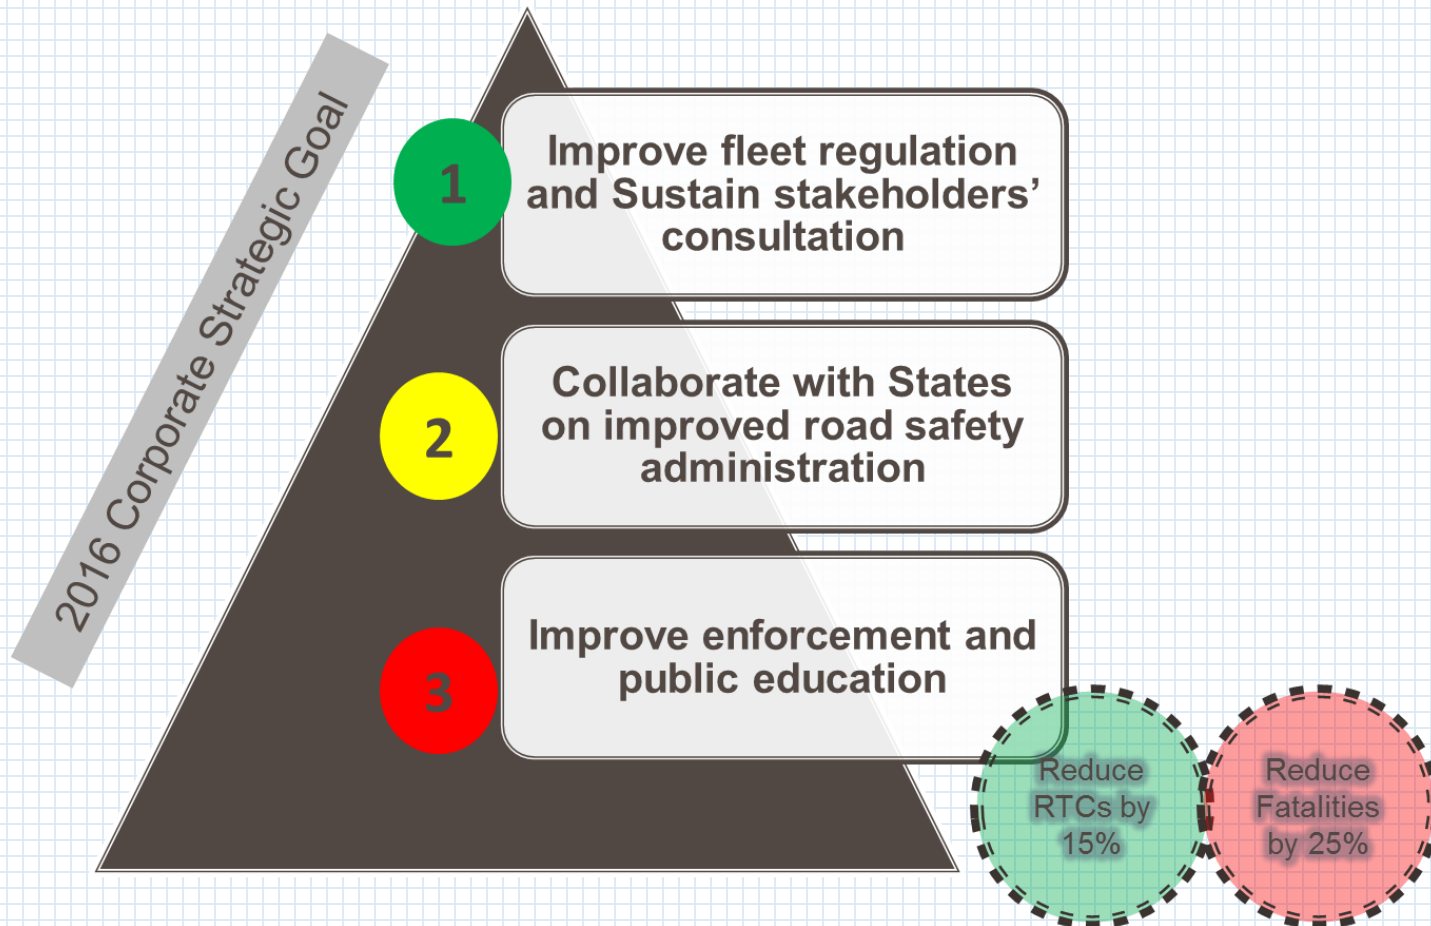 2016 Corporate Strategic Goal
1
Improve fleet regulation
and Sustain stakeholders’
consultation
2
Collaborate with States
on improved road safety
administration
3
Improve enforcement and
public education
Reduce
RTCs by
15%
Reduce
Fatalities
by 25%